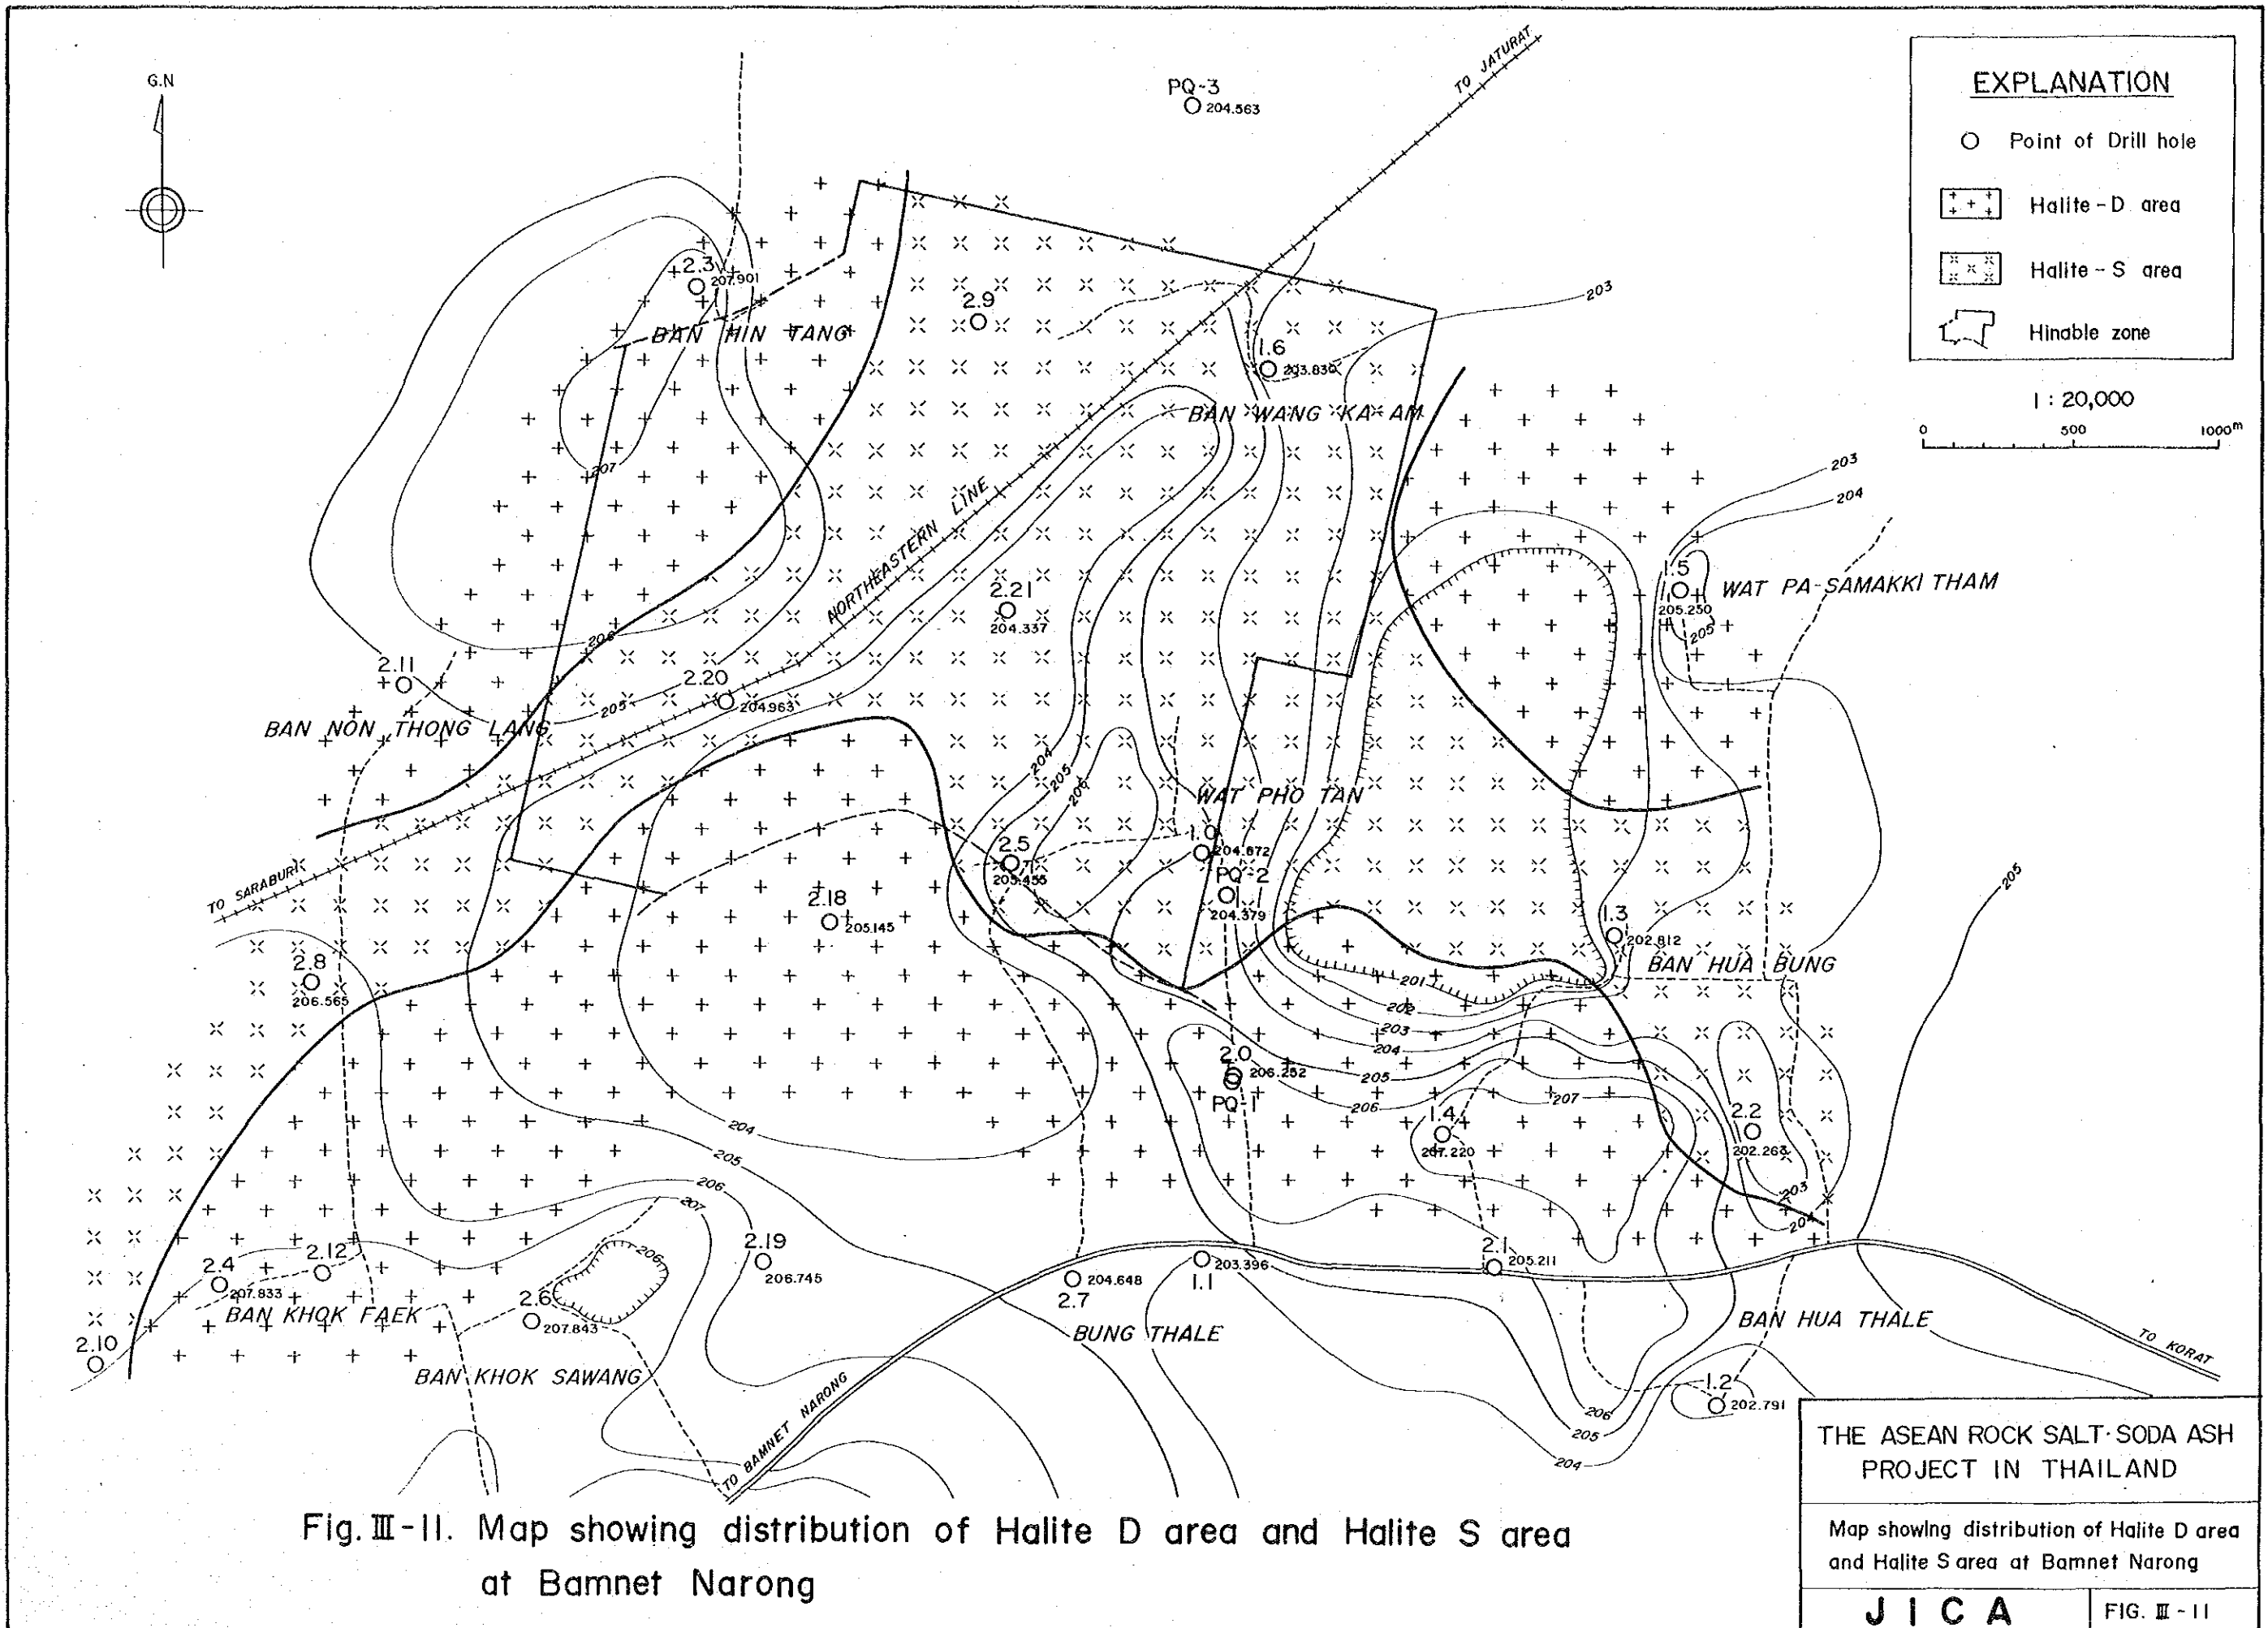 G.N
PQ-3
204.563
TO JATURAT
EXPLANATION
Point of Drill hole
Halite-D area
Halite-S area
Hinable zone
1 : 20,000
0 500 1000m
2.3
207.901
BAN HIN TANG
2.9
1.6
203.830
BAN WANG KA-AM
203
207
203
204
NORTHEASTERN LINE
1.5
205.250
205
WAT PA-SAMAKKI THAM
2.21
204.337
206
2.11
2.20
204.963
205
BAN NON THONG LANG
204
205
206
WAT PHO TAN
1.0
204.672
2.5
205.455
PQ-2
204.379
TO SARABURI
2.18
205.145
1.3
202.812
BAN HUA BUNG
205
2.8
206.565
201
202
203
204
205
206
207
2.0
206.252
PQ-1
1.4
207.220
2.2
202.263
203
204
204
205
206
207
2.4
207.833
2.12
BAN KHOK FAEK
2.10
2.6
207.843
206
2.19
206.745
BAN KHOK SAWANG
204.648
2.7
203.396
1.1
2.1
205.211
BUNG THALE
BAN HUA THALE
TO KORAT
TO BAMNET NARONG
1.2
202.791
206
205
204
Fig. III-11. Map showing distribution of Halite D area and Halite S area
at Bamnet Narong
THE ASEAN ROCK SALT·SODA ASH
PROJECT IN THAILAND
Map showing distribution of Halite D area
and Halite S area at Bamnet Narong
JICA
FIG. III-11